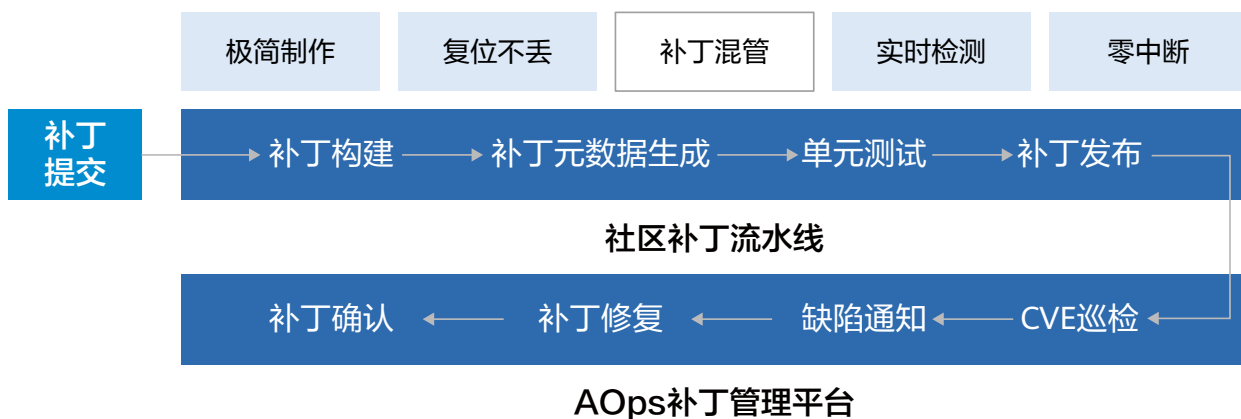 极简制作
复位不丢
补丁混管
实时检测
零中断
补丁
提交
补丁构建
补丁元数据生成
单元测试
补丁发布
社区补丁流水线
补丁确认
补丁修复
缺陷通知
CVE巡检
AOps补丁管理平台